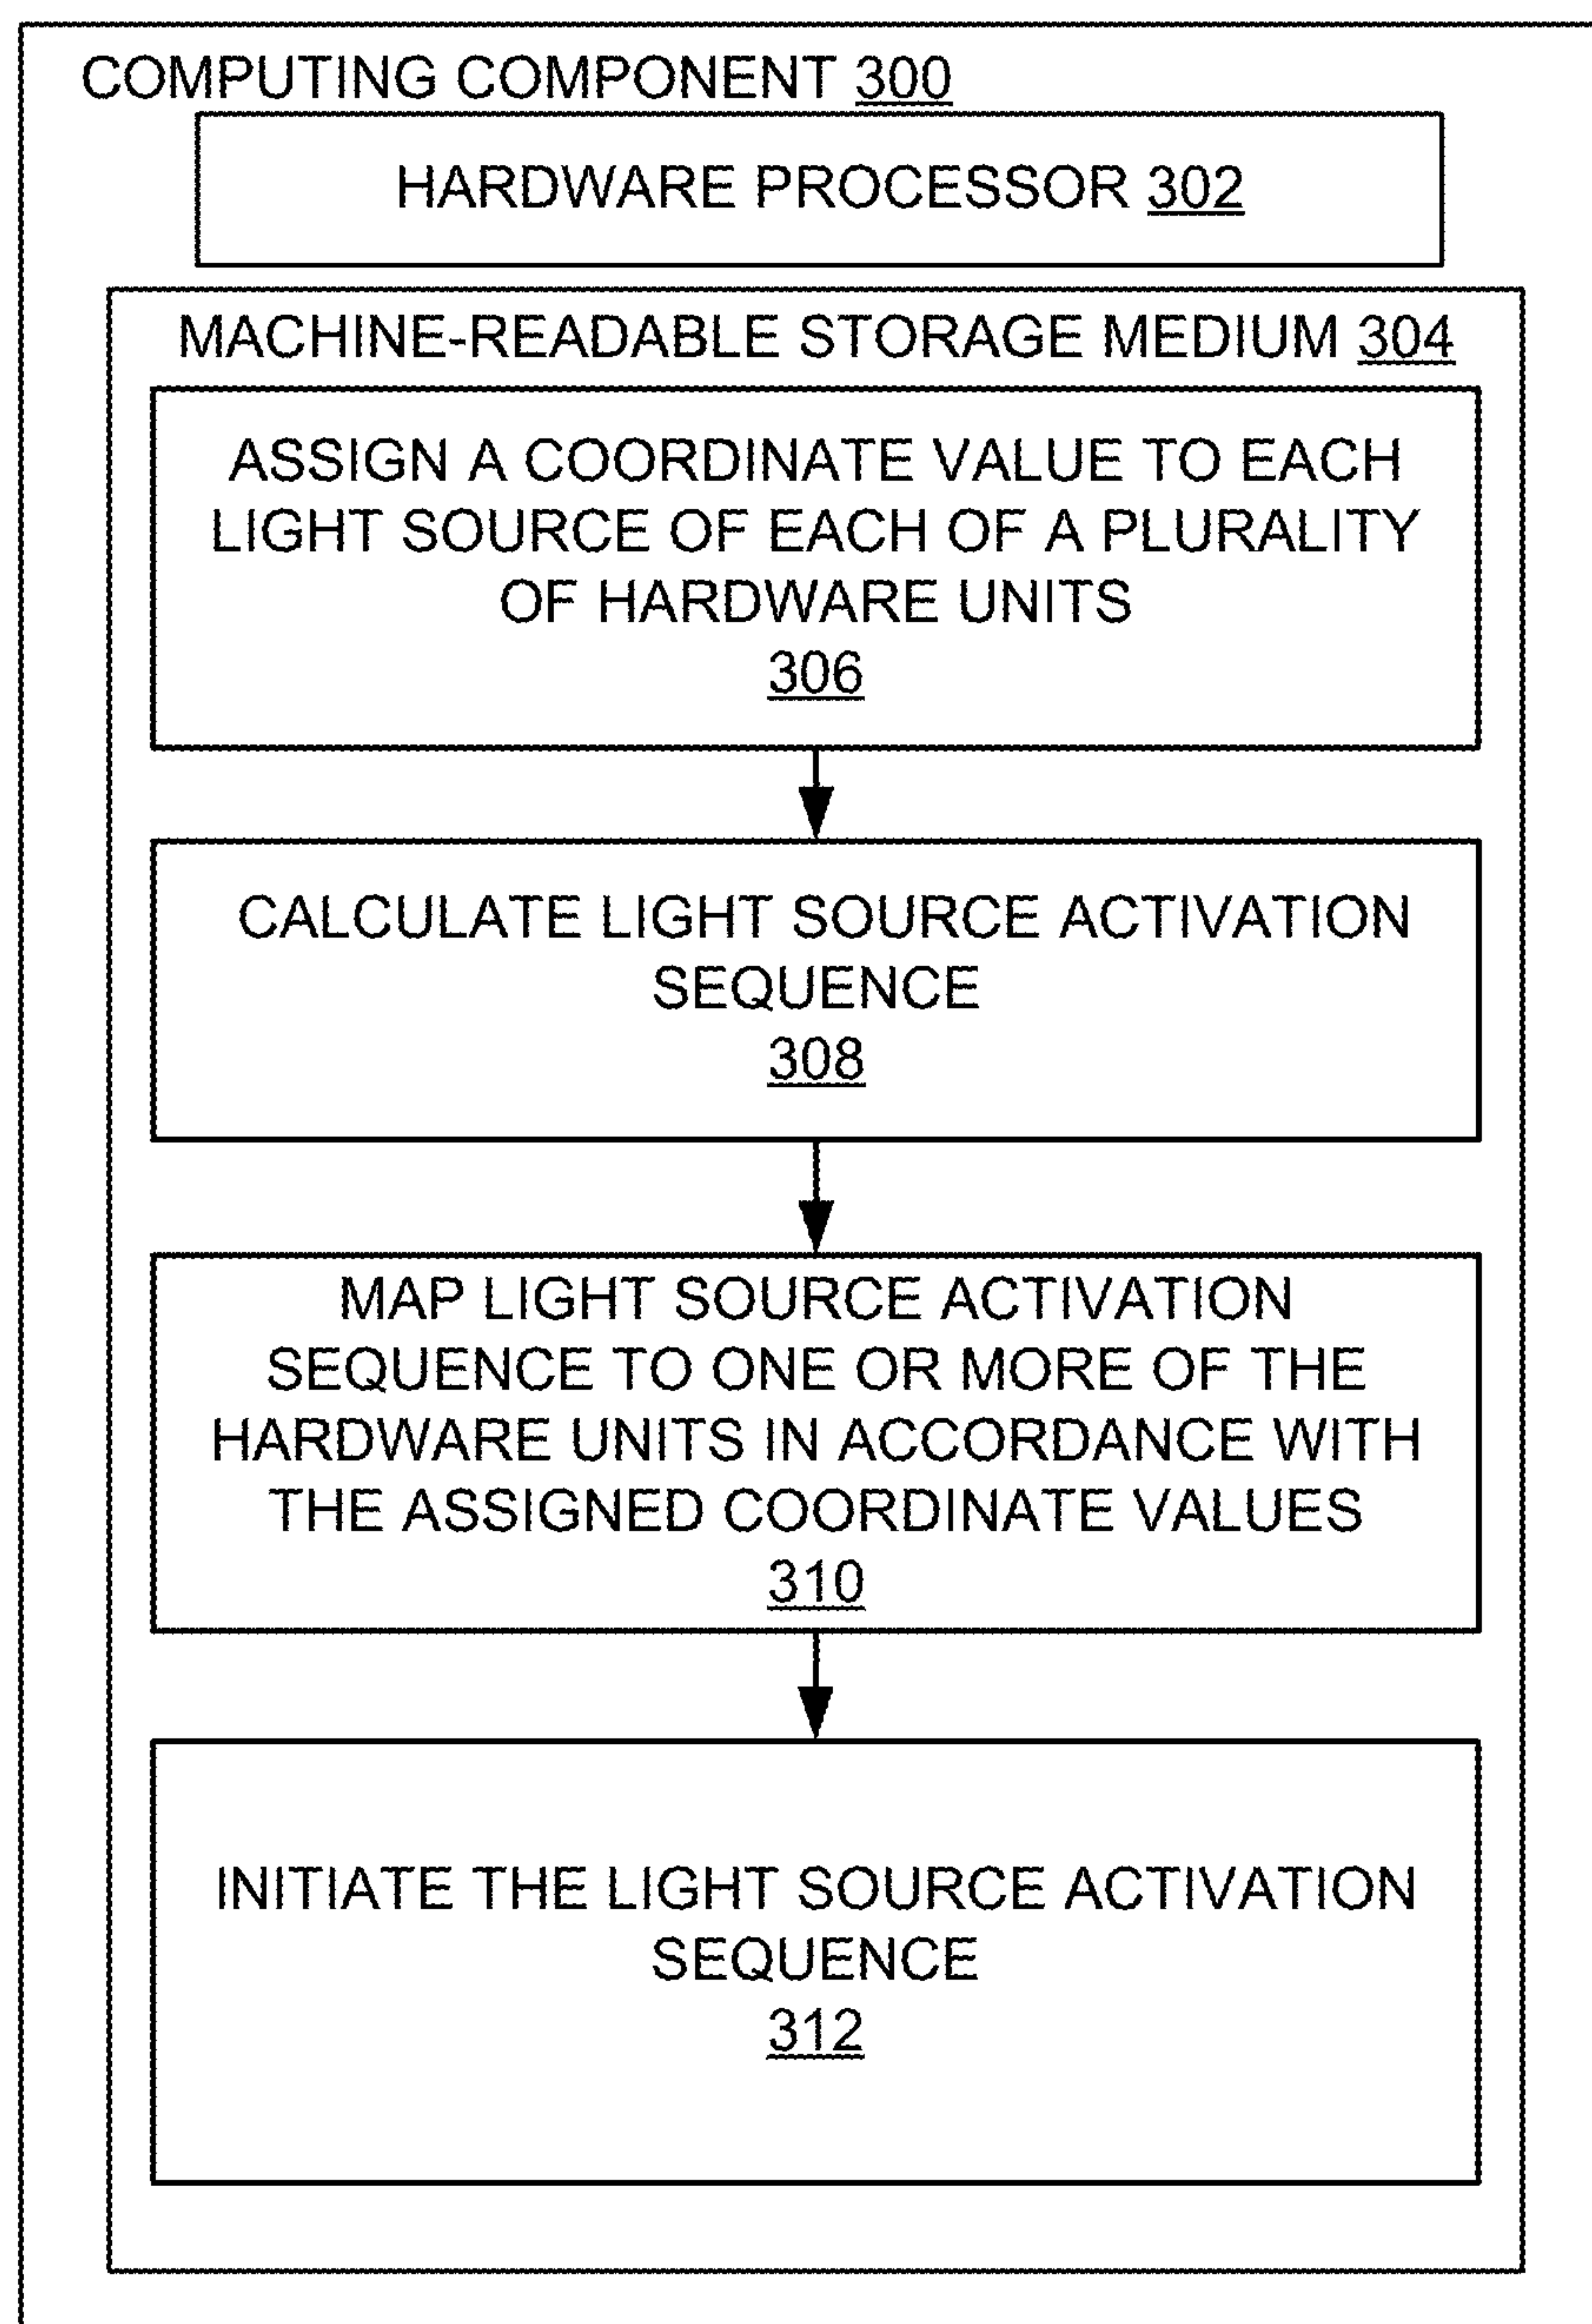 COMPUTING COMPONENT 300
HARDWARE PROCESSOR 302
MACHINE-READABLE STORAGE MEDIUM 304
ASSIGN A COORDINATE VALUE TO EACH
LIGHT SOURCE OF EACH OF A PLURALITY
OF HARDWARE UNITS
306
CALCULATE LIGHT SOURCE ACTIVATION
SEQUENCE
308
MAP LIGHT SOURCE ACTIVATION
SEQUENCE TO ONE OR MORE OF THE
HARDWARE UNITS IN ACCORDANCE WITH
THE ASSIGNED COORDINATE VALUES
310
INITIATE THE LIGHT SOURCE ACTIVATION
SEQUENCE
312